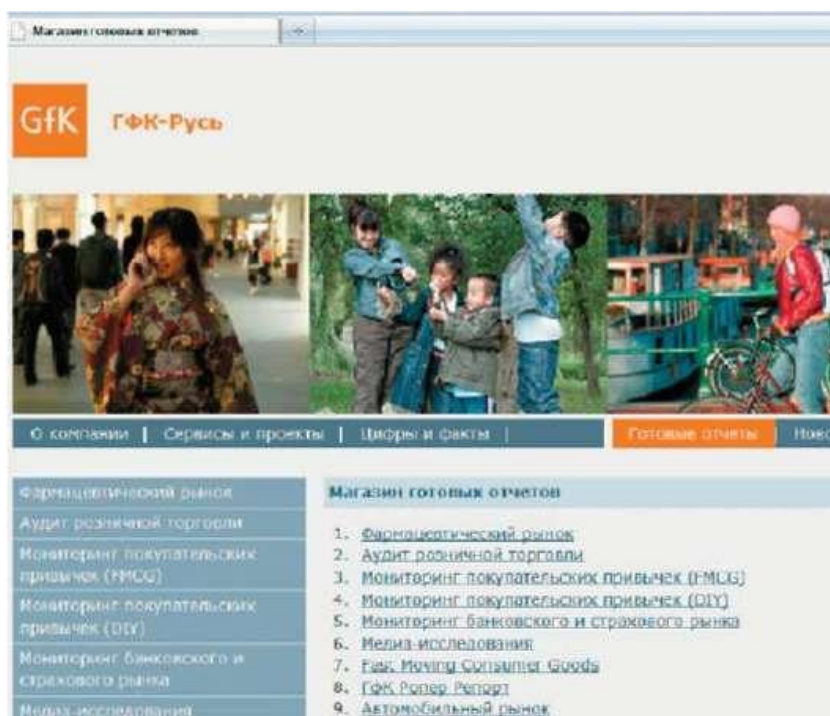 Магазин готовых отчетов
GfK ГФК-Русь
О компании | Сервисы и проекты | Цифры и факты |
Готовые отчеты | Ново
Фармацевтический рынок
Аудит розничной торговли
Мониторинг покупательских
привычек (FMCG)
Мониторинг покупательских
привычек (DIY)
Мониторинг банковского и
страхового рынка
Медиа-исследования
Магазин готовых отчетов
1. Фармацевтический рынок
2. Аудит розничной торговли
3. Мониторинг покупательских привычек (FMCG)
4. Мониторинг покупательских привычек (DIY)
5. Мониторинг банковского и страхового рынка
6. Медиа-исследования
7. Fast Moving Consumer Goods
8. ГфК Ропер Репорт
9. Автомобильный рынок